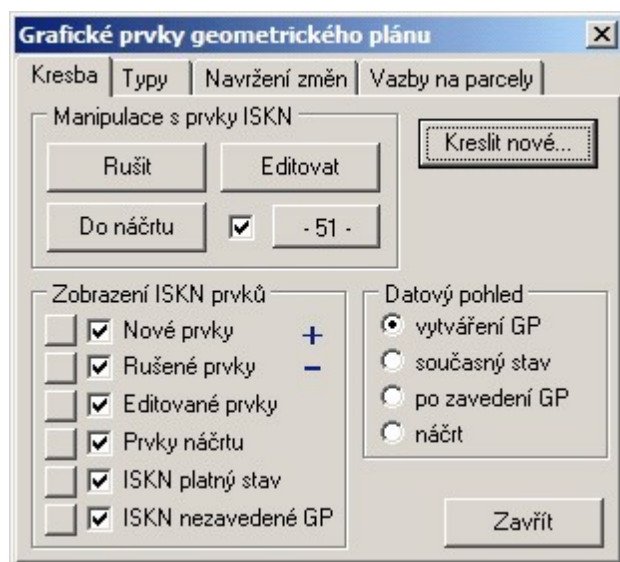 Grafické prvky geometrického plánu
Kresba Typy Navržení změn Vazby na parcely
Manipulace s prvky ISKN
Rušit Editovat
Kreslit nové...
Do náčrtu - 51 -
Zobrazení ISKN prvků
Nové prvky +
Rušené prvky -
Editované prvky
Prvky náčrtu
ISKN platný stav
ISKN nezavedené GP
Datový pohled
vytváření GP
současný stav
po zavedení GP
náčrt
Zavřít